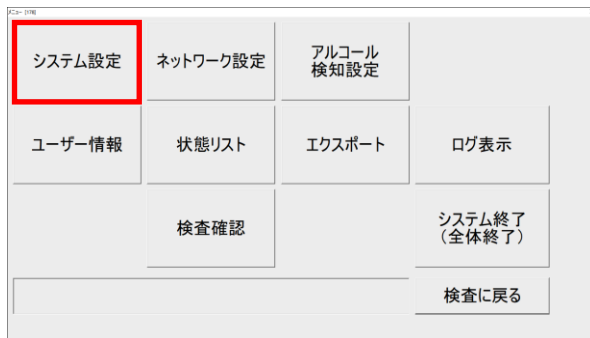 システム設定
ネットワーク設定
アルコール
検知設定
ユーザー情報
状態リスト
エクスポート
ログ表示
検査確認
システム終了
（全体終了）
検査に戻る